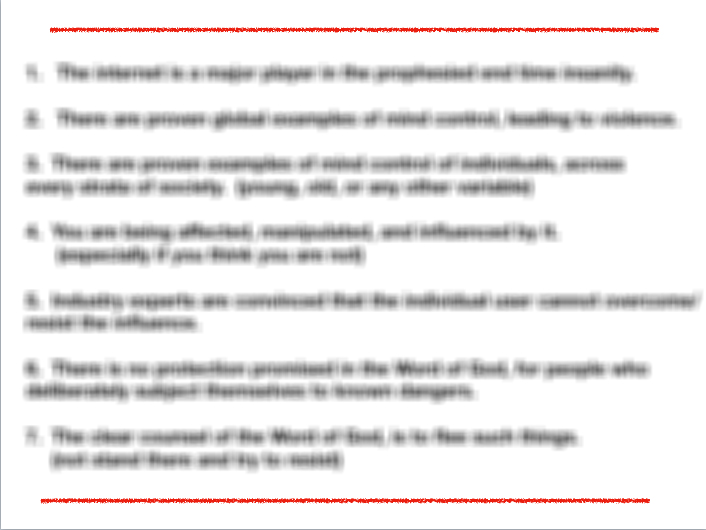 1. The internet is a major player in the prophesied end time insanity.
2. There are proven global examples of mind control, leading to violence.
3. There are proven examples of mind control of individuals, across
every strata of society. (young, old, or any other variable)
4. You are being affected, manipulated, and influenced by it.
(especially if you think you are not)
5. Industry experts are convinced that the individual user cannot overcome/
resist the influence.
6. There is no protection promised in the Word of God, for people who
deliberately subject themselves to known dangers.
7. The clear counsel of the Word of God, is to flee such things.
(not stand there and try to resist)